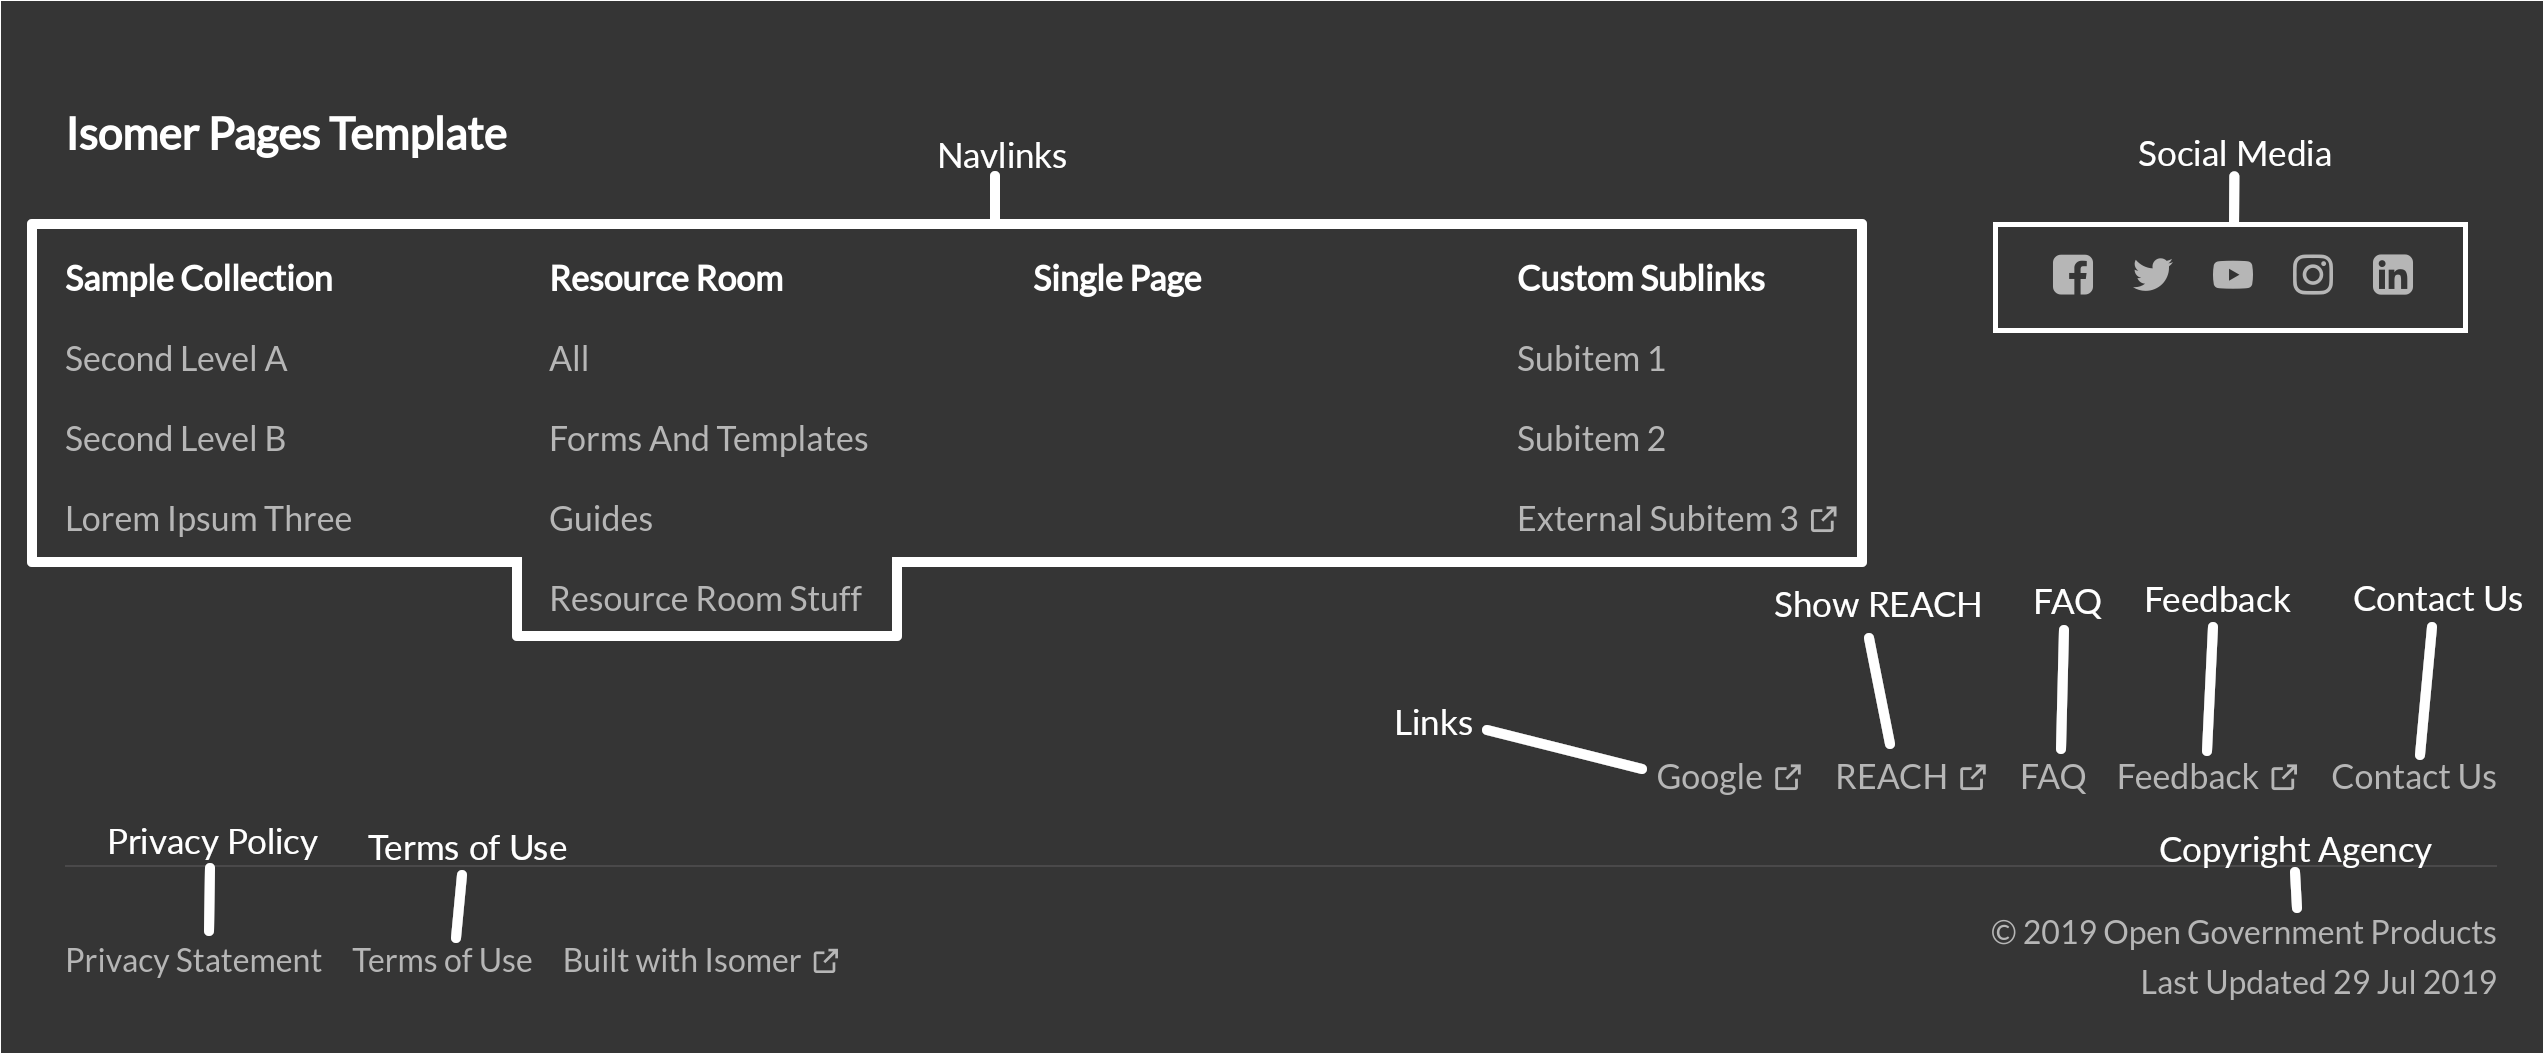 Isomer Pages Template
Navlinks
Social Media
Sample Collection
Second Level A
Second Level B
Lorem Ipsum Three
Resource Room
All
Forms And Templates
Guides
Resource Room Stuff
Single Page
Custom Sublinks
Subitem 1
Subitem 2
External Subitem 3
Show REACH FAQ Feedback Contact Us
Links
Google REACH FAQ Feedback Contact Us
Privacy Policy Terms of Use
Copyright Agency
Privacy Statement Terms of Use Built with Isomer
© 2019 Open Government Products
Last Updated 29 Jul 2019